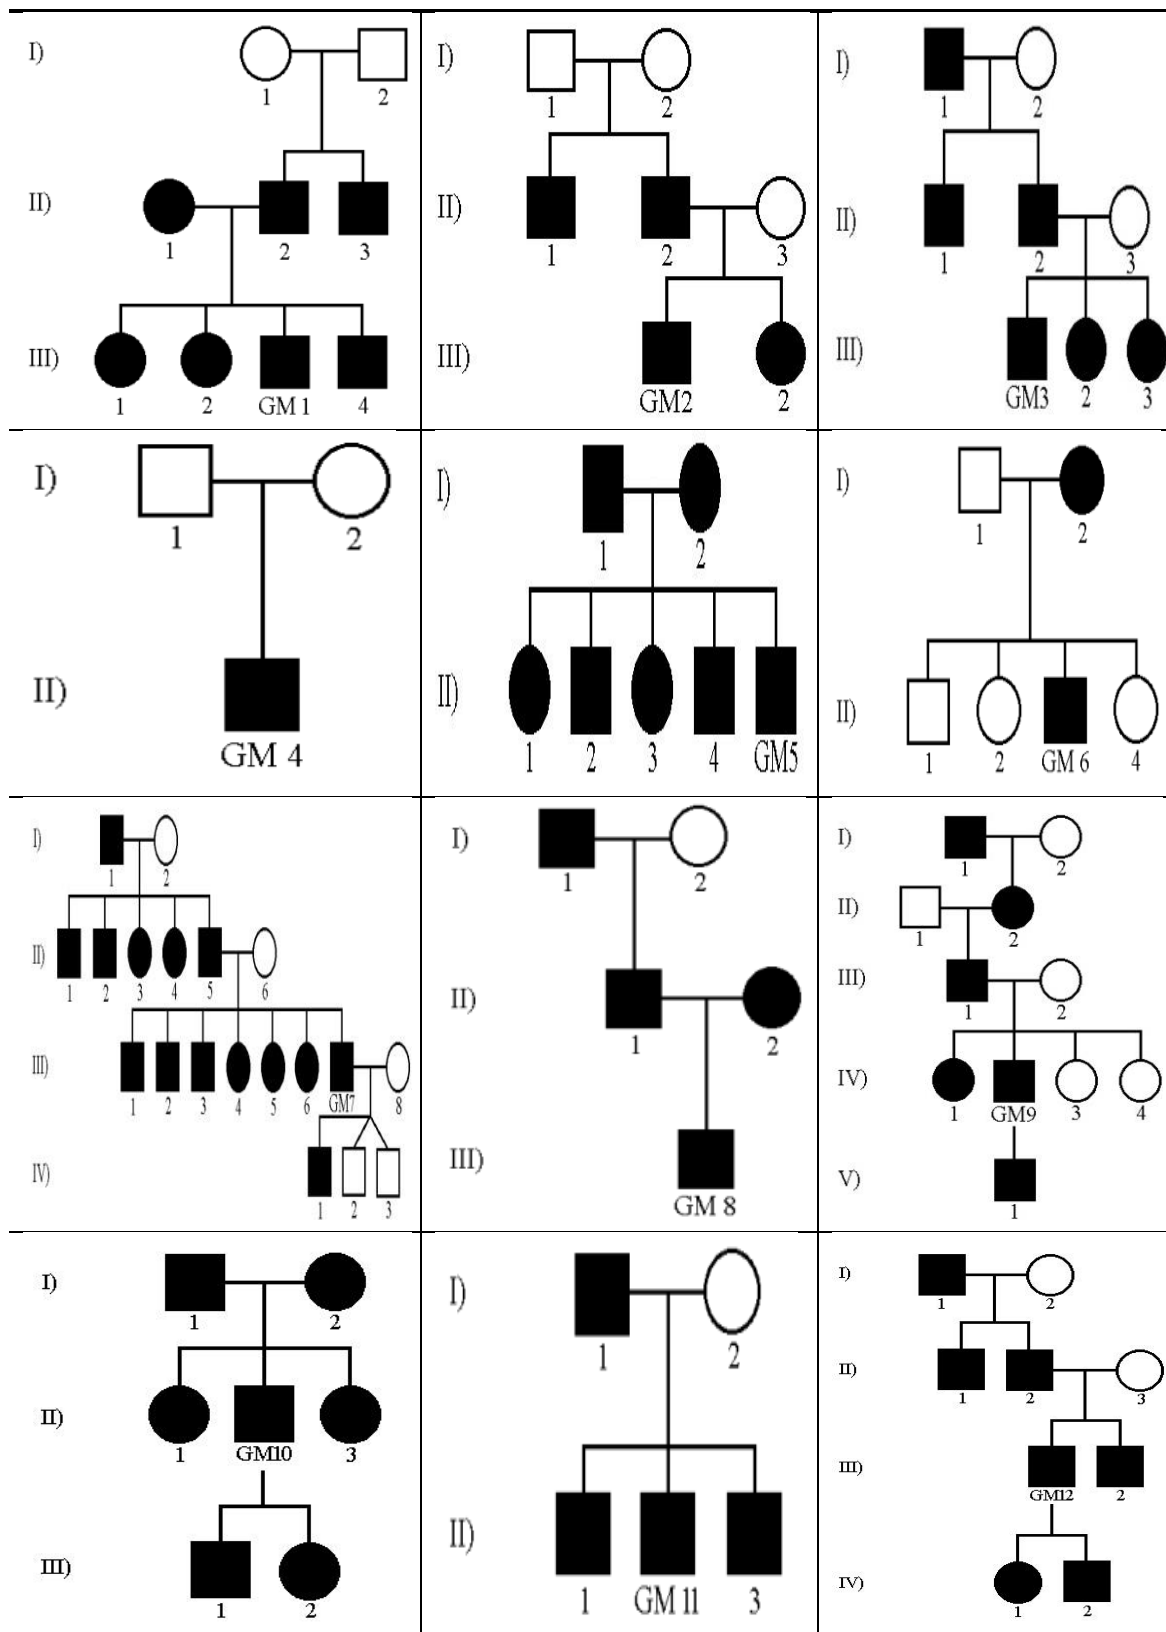 I)
1 2
II)
1 2 3
III)
1 2 GM 1 4
I)
1 2
II)
1 2 3
III)
GM2 2
I)
1 2
II)
1 2 3
III)
GM3 2 3
I)
1 2
II)
GM 4
I)
1 2
II)
1 2 3 4 GM5
I)
1 2
II)
1 2 GM 6 4
I)
1 2
II)
1 2 3 4 5 6
III)
1 2 3 4 5 6 GM7 8
IV)
1 2 3
I)
1 2
II)
1 2
III)
GM 8
I)
1 2
II)
1 2
III)
1 2
IV)
1 GM9 3 4
V)
1
I)
1 2
II)
1 GM10 3
III)
1 2
I)
1 2
II)
1 GM 11 3
I)
1 2
II)
1 2 3
III)
GM12 2
IV)
1 2